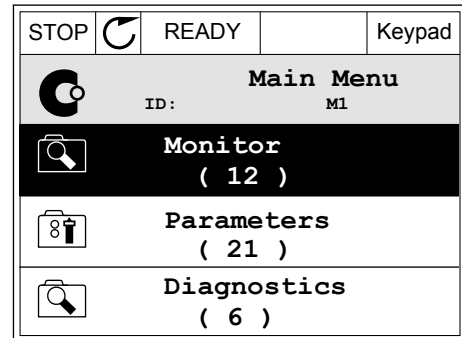 STOP READY Keypad
Main Menu
ID: M1
Monitor
( 12 )
Parameters
( 21 )
Diagnostics
( 6 )